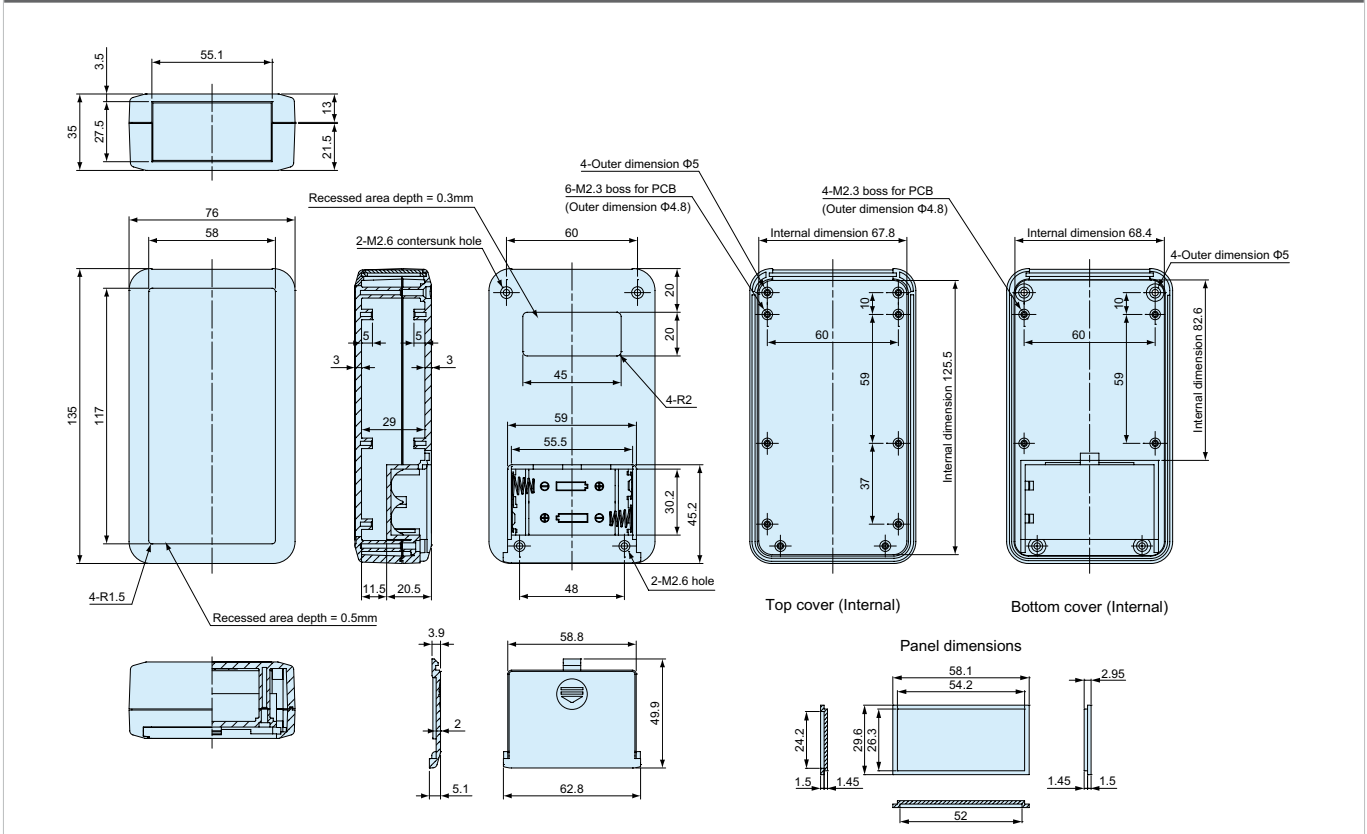 55.1
3.5
35
27.5
13
21.5
76
58
135
117
4-R1.5
Recessed area depth = 0.5mm
5
5
3
3
29
11.5
20.5
Recessed area depth = 0.3mm
2-M2.6 contersunk hole
60
20
20
45
4-R2
59
55.5
30.2
45.2
48
2-M2.6 hole
4-Outer dimension Φ5
6-M2.3 boss for PCB
(Outer dimension Φ4.8)
Internal dimension 67.8
10
60
59
37
Internal dimension 125.5
Top cover (Internal)
4-M2.3 boss for PCB
(Outer dimension Φ4.8)
Internal dimension 68.4
4-Outer dimension Φ5
10
60
59
Internal dimension 82.6
Bottom cover (Internal)
3.9
2
5.1
58.8
49.9
62.8
Panel dimensions
58.1
54.2
24.2
1.5
1.45
29.6
26.3
52
2.95
1.45
1.5